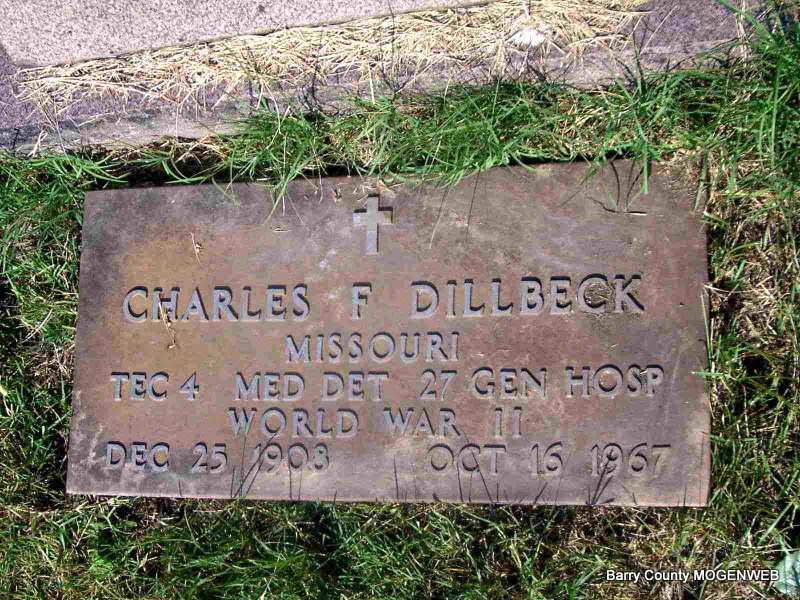 CHARLES F DILLBECK
MISSOURI
TEC 4 MED DET 27 GEN HOSP
WORLD WAR II
DEC 25 1908 OCT 16 1967
Barry County MOGENWEB